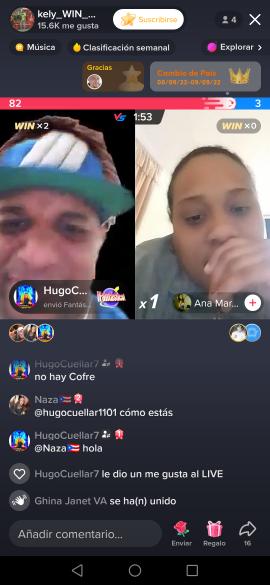 kely_WIN_...
15.6K me gusta
Suscribirse
4
Música
Clasificación semanal
Explorar >
Gracias
Cambio de País
08/09/22-09/09/22
82
3
WIN ×2
VS
1:53
WIN ×0
HugoC...
envió Fantás...
x 1
Ana Mar...
HugoCuellar7
no hay Cofre
Naza
@hugocuellar1101 cómo estás
HugoCuellar7
@Naza hola
HugoCuellar7 le dio un me gusta al LIVE
Ghina Janet VA se ha(n) unido
Añadir comentario...
Enviar
Regalo
16